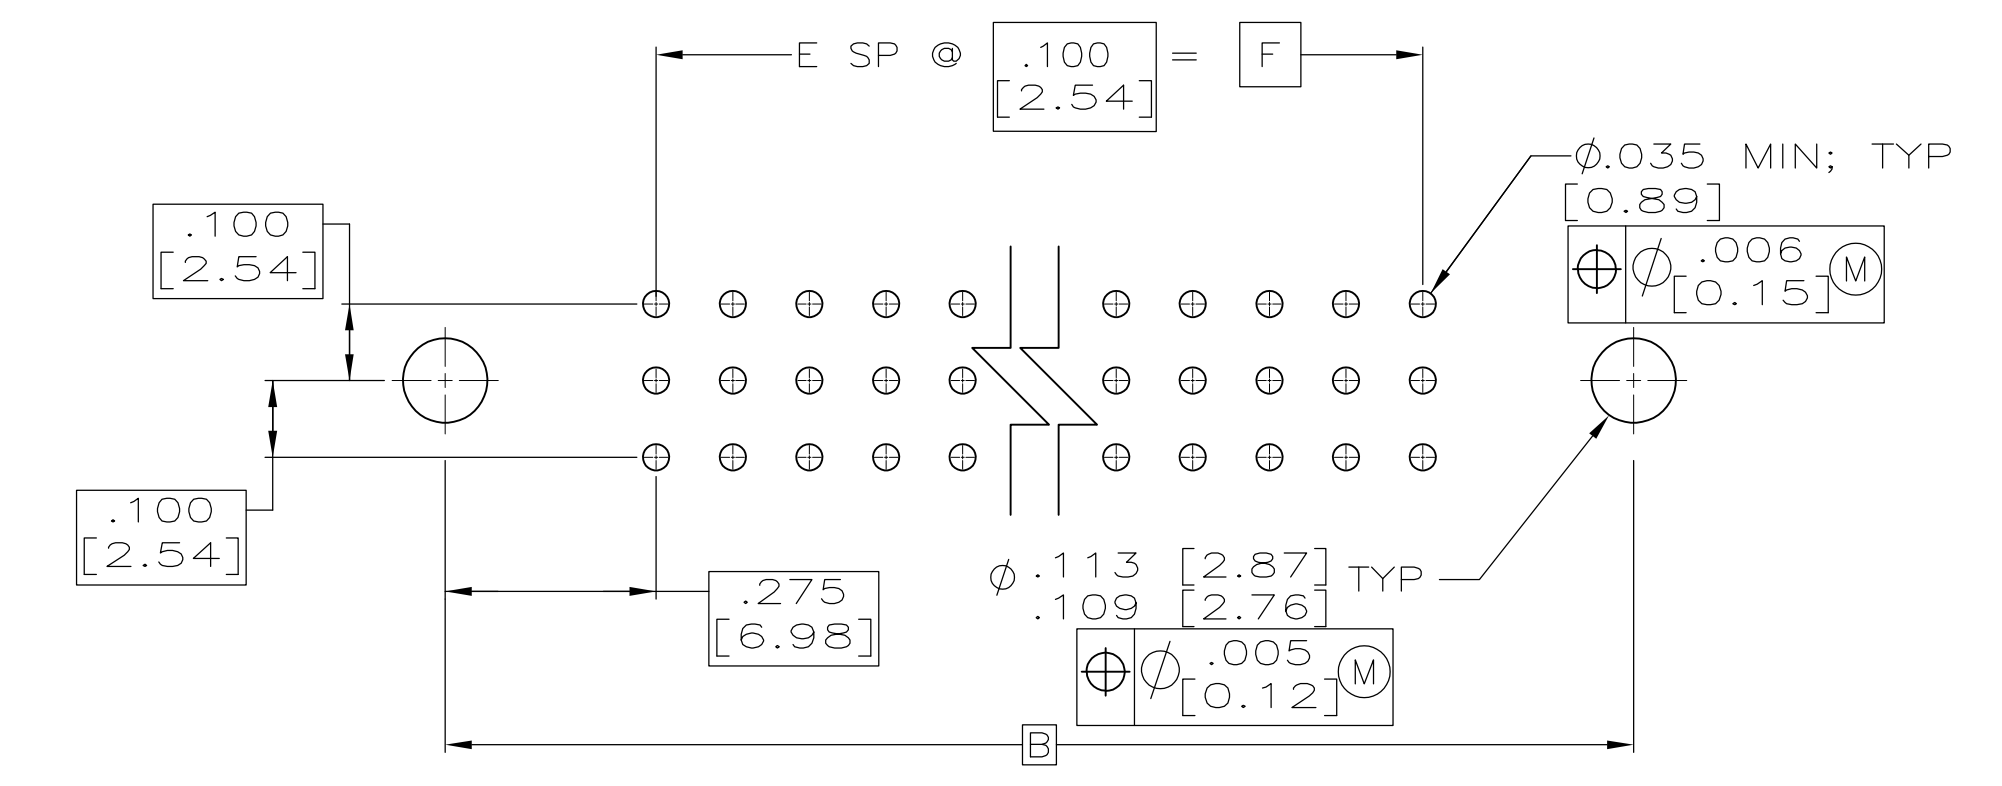 E SP @ .100 = F
[2.54]
⌀.035 MIN; TYP
[0.89]
⌖ ⌀ .006 Ⓜ
[0.15]
.100
[2.54]
.100
[2.54]
.275
[6.98]
⌀ .113 [2.87] TYP
.109 [2.76]
⌖ ⌀ .005 Ⓜ
[0.12]
B